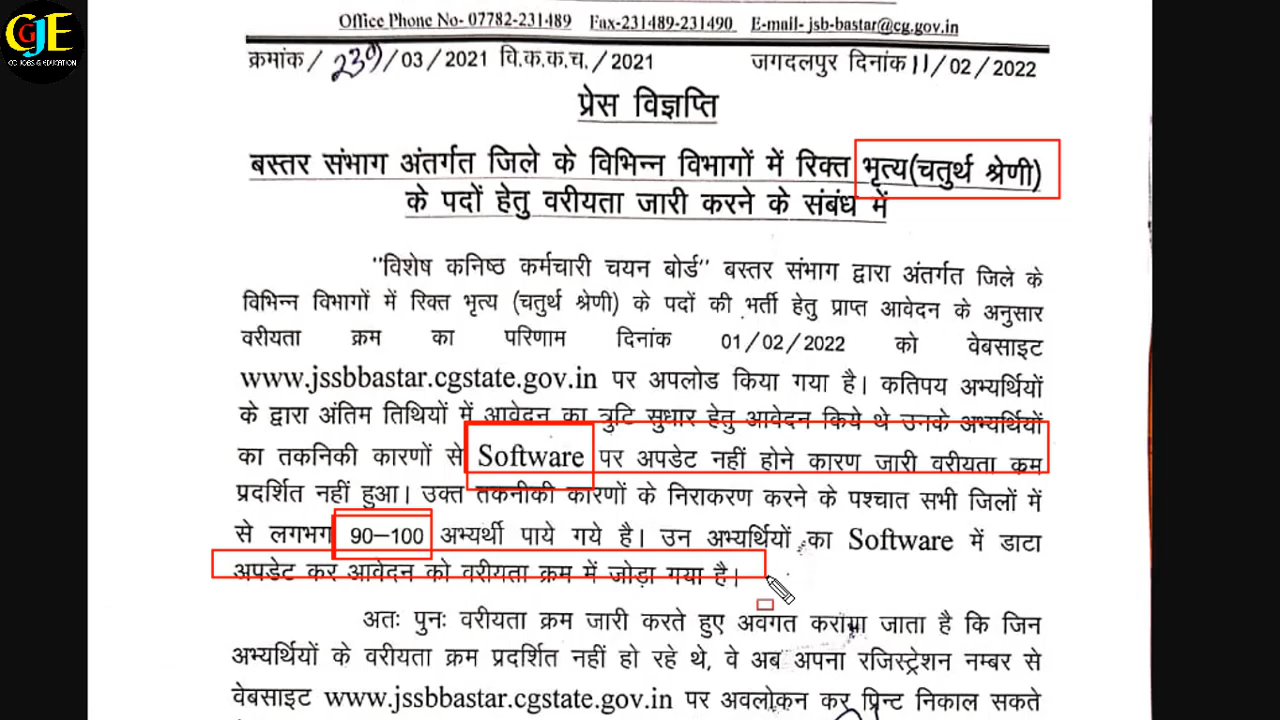 GJE
CG JOBS & EDUCATION
Office Phone No- 07782-231489 Fax-231489-231490 E-mail- jsb-bastar@cg.gov.in
क्रमांक / 239/03/2021 वि.क.क.च./2021 जगदलपुर दिनांक 11/02/2022
प्रेस विज्ञप्ति
बस्तर संभाग अंतर्गत जिले के विभिन्न विभागों में रिक्त भृत्य(चतुर्थ श्रेणी)
के पदों हेतु वरीयता जारी करने के संबंध में
"विशेष कनिष्ठ कर्मचारी चयन बोर्ड" बस्तर संभाग द्वारा अंतर्गत जिले के
विभिन्न विभागों में रिक्त भृत्य (चतुर्थ श्रेणी) के पदों की भर्ती हेतु प्राप्त आवेदन के अनुसार
वरीयता क्रम का परिणाम दिनांक 01/02/2022 को वेबसाइट
www.jssbbastar.cgstate.gov.in पर अपलोड किया गया है। कतिपय अभ्यर्थियों
के द्वारा अंतिम तिथियों में आवेदन का त्रुटि सुधार हेतु आवेदन किये थे उनके अभ्यर्थियों
का तकनिकी कारणों से Software पर अपडेट नहीं होने कारण जारी वरीयता क्रम
प्रदर्शित नहीं हुआ। उक्त तकनीकी कारणों के निराकरण करने के पश्चात सभी जिलों में
से लगभग 90–100 अभ्यर्थी पाये गये है। उन अभ्यर्थियों का Software में डाटा
अपडेट कर आवेदन को वरीयता क्रम में जोड़ा गया है।
अतः पुनः वरीयता क्रम जारी करते हुए अवगत कराया जाता है कि जिन
अभ्यर्थियों के वरीयता क्रम प्रदर्शित नहीं हो रहे थे, वे अब अपना रजिस्ट्रेशन नम्बर से
वेबसाइट www.jssbbastar.cgstate.gov.in पर अवलोकन कर प्रिन्ट निकाल सकते